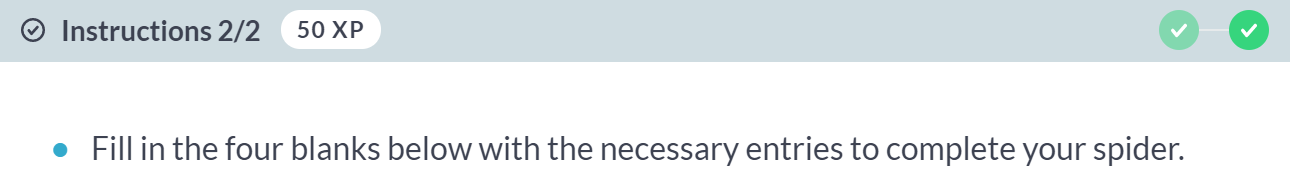 Instructions 2/2 50 XP
Fill in the four blanks below with the necessary entries to complete your spider.